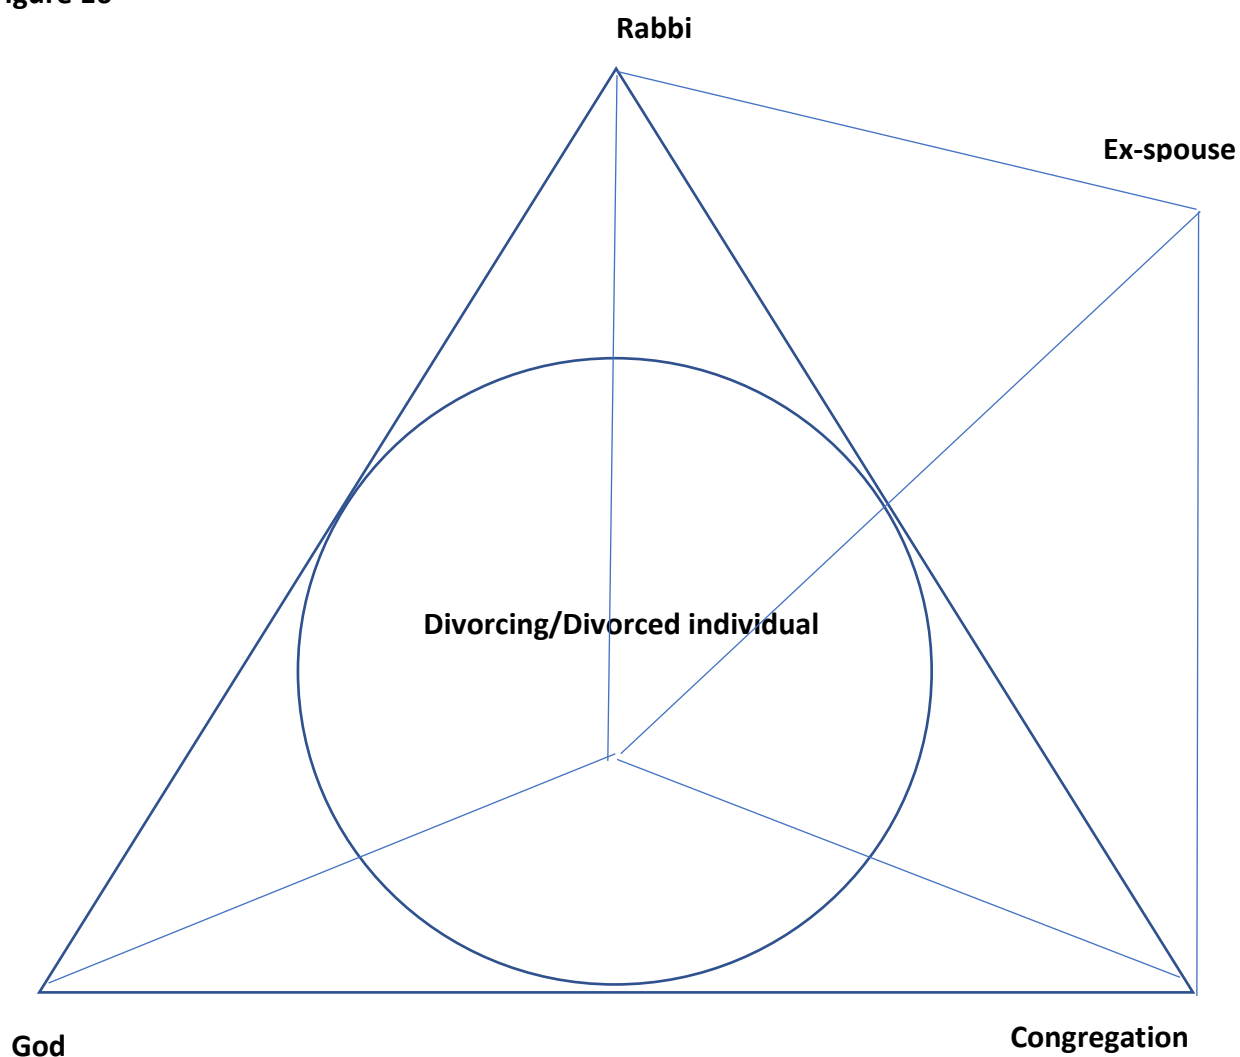 Rabbi
Ex-spouse
Divorcing/Divorced individual
Congregation
God